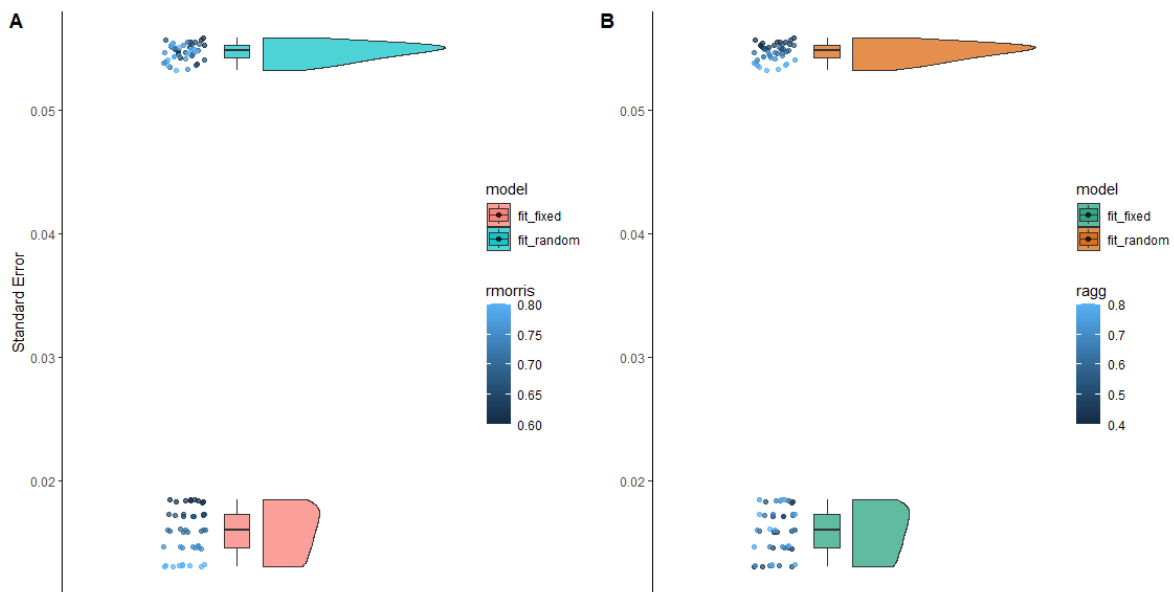 A
B
Standard Error
0.05
0.04
0.03
0.02
model
fit_fixed
fit_random
rmorris
0.80
0.75
0.70
0.65
0.60
0.05
0.04
0.03
0.02
model
fit_fixed
fit_random
ragg
0.8
0.7
0.6
0.5
0.4